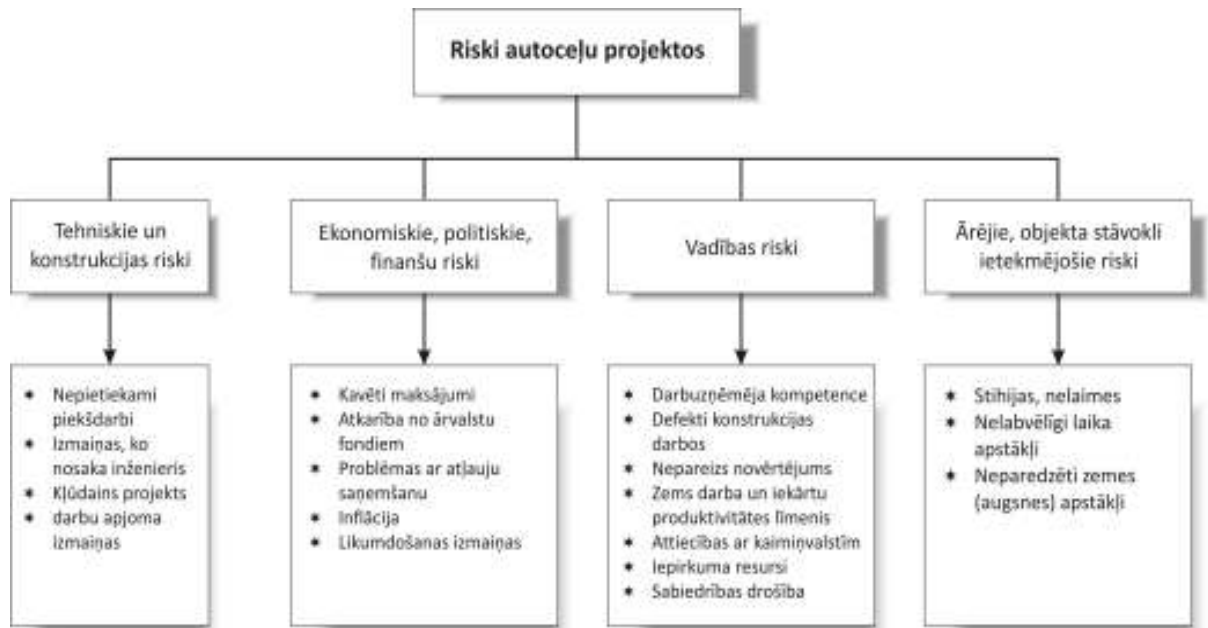 Riski autoceļu projektos
Tehniskie un
konstrukcijas riski
Ekonomiskie, politiskie,
finanšu riski
Vadības riski
Ārējie, objekta stāvokli
ietekmējošie riski
* Nepietiekami
piekšdarbi
* Izmaiņas, ko
nosaka inženieris
* Kļūdains projekts
* darbu apjoma
izmaiņas
* Kavēti maksājumi
* Atkarība no ārvalstu
fondiem
* Problēmas ar atļauju
saņemšanu
* Inflācija
* Likumdošanas izmaiņas
* Darbuzņēmēja kompetence
* Defekti konstrukcijas
darbos
* Nepareizs novērtējums
* Zems darba un iekārtu
produktivitātes līmenis
* Attiecības ar kaimiņvalstīm
* Iepirkuma resursi
* Sabiedrības drošība
* Stihijas, nelaimes
* Nelabvēlīgi laika
apstākļi
* Neparedzēti zemes
(augsnes) apstākļi